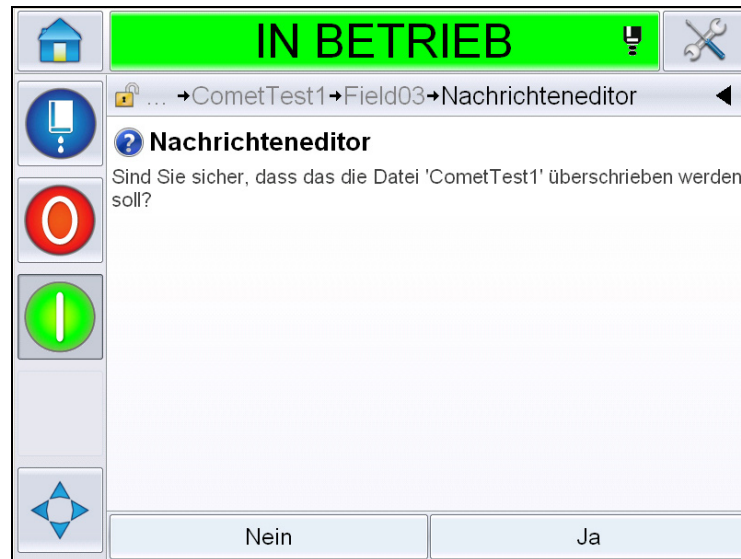 IN BETRIEB
... →CometTest1→Field03→Nachrichteneditor
Nachrichteneditor
Sind Sie sicher, dass das die Datei 'CometTest1' überschrieben werden
soll?
Nein Ja